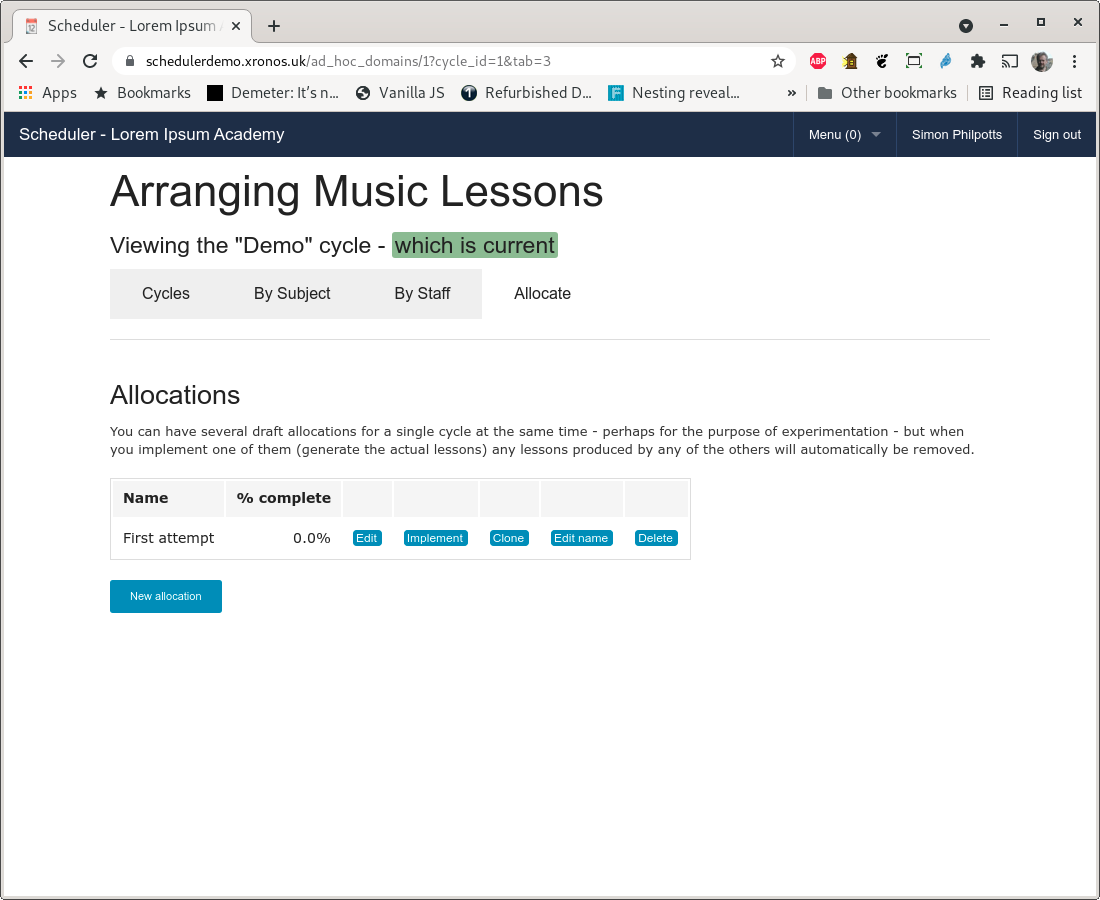 Scheduler - Lorem Ipsum
schedulerdemo.xronos.uk/ad_hoc_domains/1?cycle_id=1&tab=3
ABP
Apps Bookmarks Demeter: It's n... Vanilla JS Refurbished D... Nesting reveal... » Other bookmarks Reading list
Scheduler - Lorem Ipsum Academy Menu (0) Simon Philpotts Sign out
Arranging Music Lessons
Viewing the "Demo" cycle - which is current
Cycles By Subject By Staff Allocate
Allocations
You can have several draft allocations for a single cycle at the same time - perhaps for the purpose of experimentation - but when
you implement one of them (generate the actual lessons) any lessons produced by any of the others will automatically be removed.
Name % complete
First attempt 0.0% Edit Implement Clone Edit name Delete
New allocation